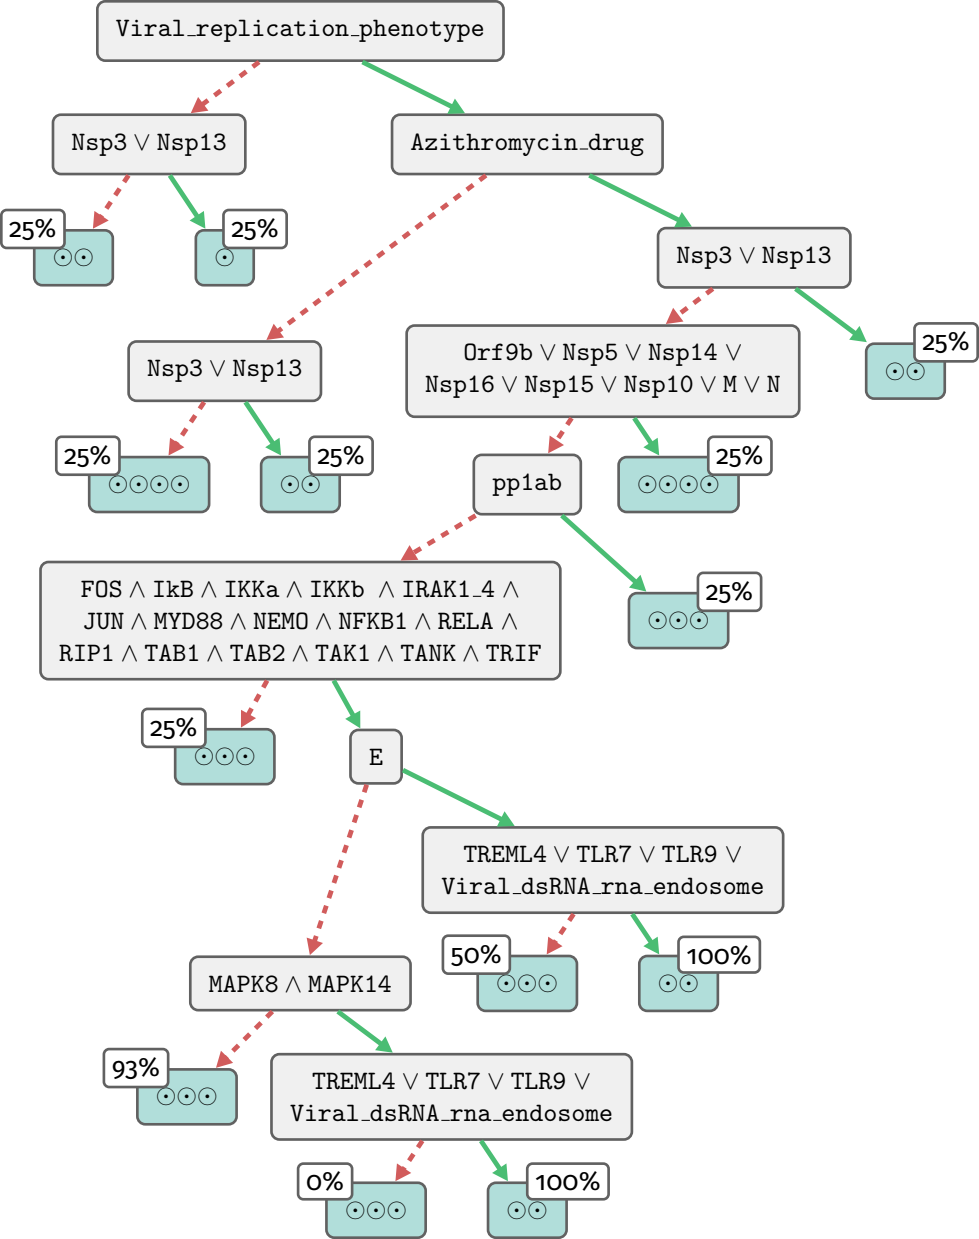 Viral_replication_phenotype
Nsp3 ∨ Nsp13
Azithromycin_drug
25%
⊙⊙
25%
⊙
Nsp3 ∨ Nsp13
Nsp3 ∨ Nsp13
Orf9b ∨ Nsp5 ∨ Nsp14 ∨
Nsp16 ∨ Nsp15 ∨ Nsp10 ∨ M ∨ N
25%
⊙⊙
25%
⊙⊙⊙⊙
25%
⊙⊙
pp1ab
25%
⊙⊙⊙⊙
FOS ∧ IkB ∧ IKKa ∧ IKKb ∧ IRAK1_4 ∧
JUN ∧ MYD88 ∧ NEMO ∧ NFKB1 ∧ RELA ∧
RIP1 ∧ TAB1 ∧ TAB2 ∧ TAK1 ∧ TANK ∧ TRIF
25%
⊙⊙⊙
25%
⊙⊙⊙
E
TREML4 ∨ TLR7 ∨ TLR9 ∨
Viral_dsRNA_rna_endosome
MAPK8 ∧ MAPK14
50%
⊙⊙⊙
100%
⊙⊙
93%
⊙⊙⊙
TREML4 ∨ TLR7 ∨ TLR9 ∨
Viral_dsRNA_rna_endosome
0%
⊙⊙⊙
100%
⊙⊙